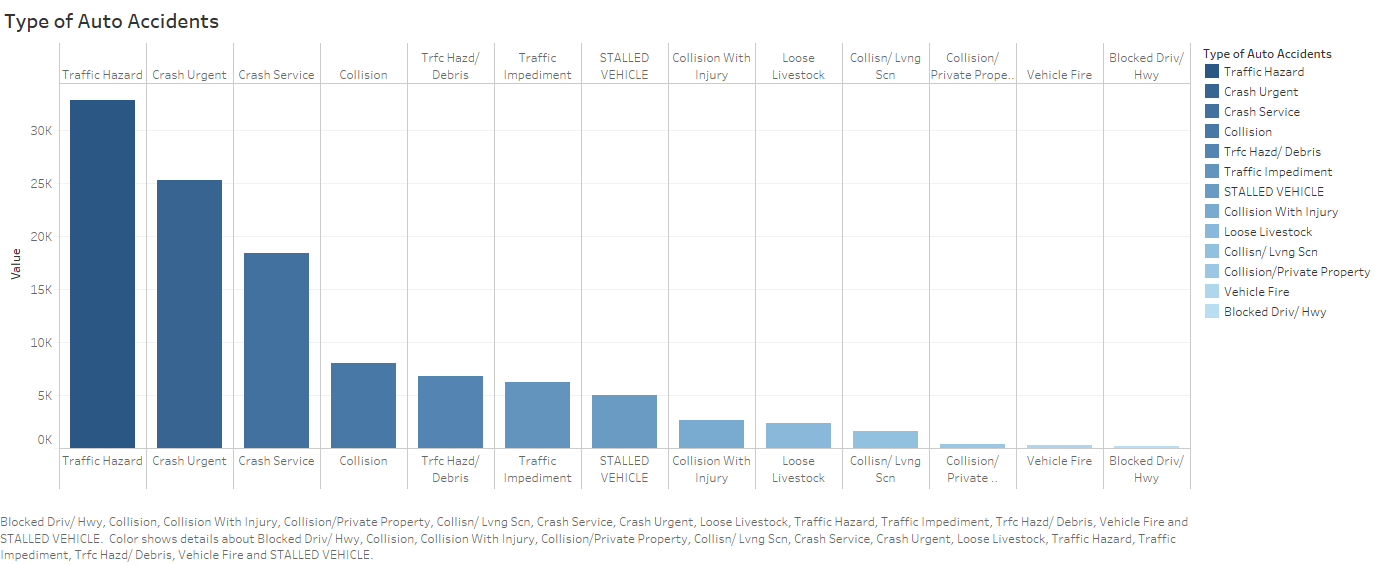 Type of Auto Accidents
Traffic Hazard
Crash Urgent
Crash Service
Collision
Trfc Hazd/
Debris
Traffic
Impediment
STALLED
VEHICLE
Collision With
Injury
Loose
Livestock
Collisn/ Lvng
Scn
Collision/
Private Prope..
Vehicle Fire
Blocked Driv/
Hwy
Value
30K
25K
20K
15K
10K
5K
0K
Traffic Hazard
Crash Urgent
Crash Service
Collision
Trfc Hazd/
Debris
Traffic
Impediment
STALLED
VEHICLE
Collision With
Injury
Loose
Livestock
Collisn/ Lvng
Scn
Collision/
Private ..
Vehicle Fire
Blocked Driv/
Hwy
Type of Auto Accidents
Traffic Hazard
Crash Urgent
Crash Service
Collision
Trfc Hazd/ Debris
Traffic Impediment
STALLED VEHICLE
Collision With Injury
Loose Livestock
Collisn/ Lvng Scn
Collision/Private Property
Vehicle Fire
Blocked Driv/ Hwy
Blocked Driv/ Hwy, Collision, Collision With Injury, Collision/Private Property, Collisn/ Lvng Scn, Crash Service, Crash Urgent, Loose Livestock, Traffic Hazard, Traffic Impediment, Trfc Hazd/ Debris, Vehicle Fire and
STALLED VEHICLE.  Color shows details about Blocked Driv/ Hwy, Collision, Collision With Injury, Collision/Private Property, Collisn/ Lvng Scn, Crash Service, Crash Urgent, Loose Livestock, Traffic Hazard, Traffic
Impediment, Trfc Hazd/ Debris, Vehicle Fire and STALLED VEHICLE.